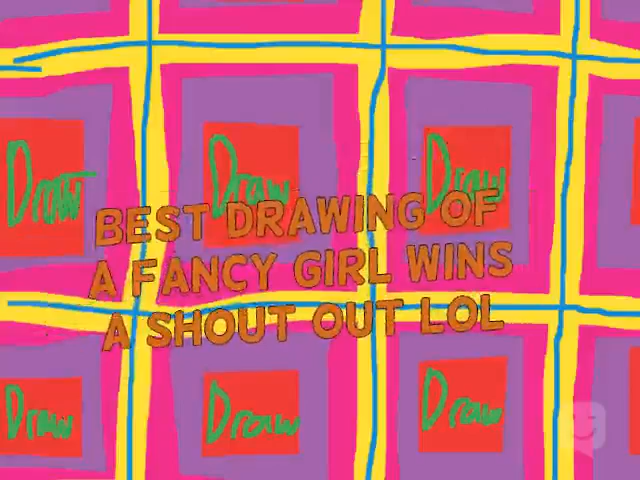 Draw
Draw
Draw
BEST DRAWING OF
A FANCY GIRL WINS
A SHOUT OUT LOL
Draw
Draw
Draw